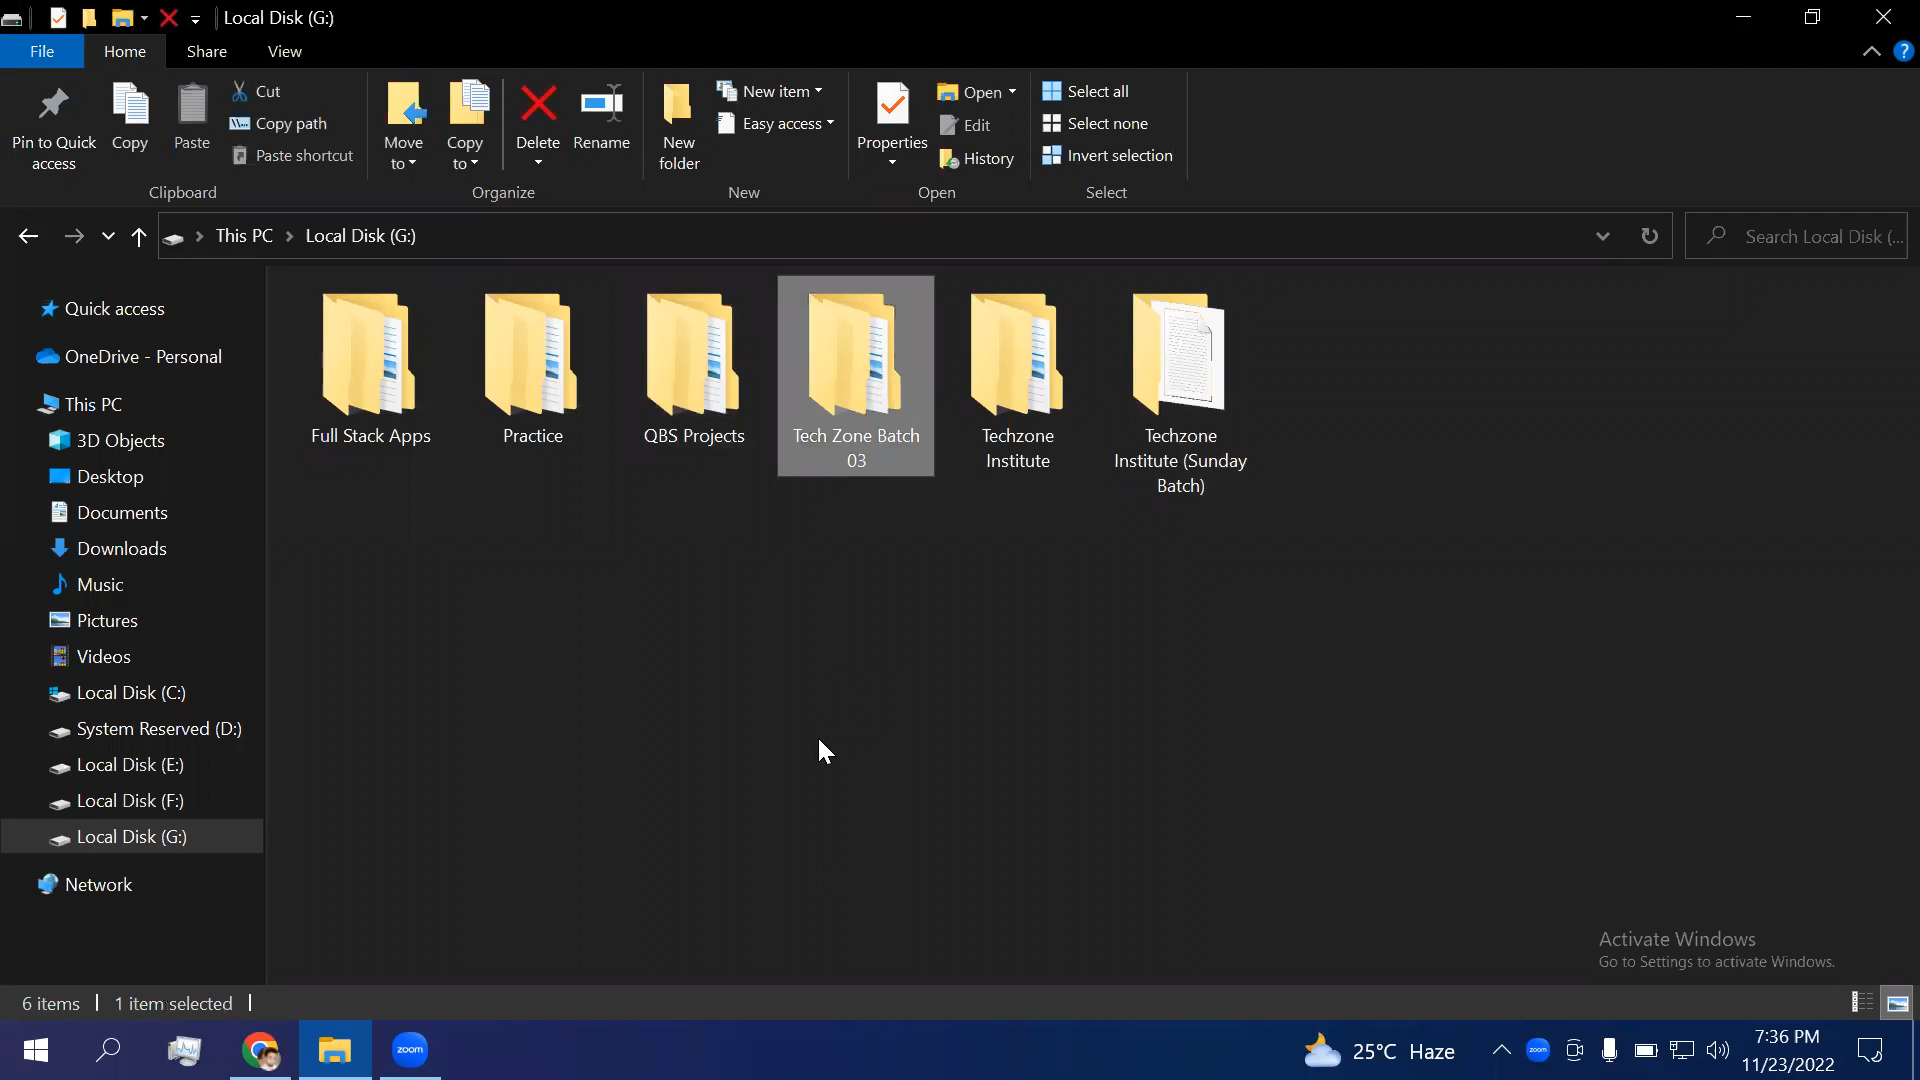 Local Disk (G:)
File Home Share View
Pin to Quick
access
Copy
Paste
Cut
Copy path
Paste shortcut
Clipboard
Move
to
Copy
to
Delete
Rename
Organize
New
folder
New item
Easy access
New
Properties
Open
Edit
History
Open
Select all
Select none
Invert selection
Select
This PC Local Disk (G:)
Search Local Disk (...
Quick access
OneDrive - Personal
This PC
3D Objects
Desktop
Documents
Downloads
Music
Pictures
Videos
Local Disk (C:)
System Reserved (D:)
Local Disk (E:)
Local Disk (F:)
Local Disk (G:)
Network
Full Stack Apps
Practice
QBS Projects
Tech Zone Batch
03
Techzone
Institute
Techzone
Institute (Sunday
Batch)
Activate Windows
Go to Settings to activate Windows.
6 items 1 item selected
zoom
25°C Haze
zoom
7:36 PM
11/23/2022